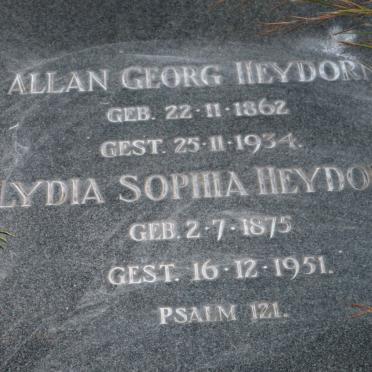 ALLAN GEORG HEYDORN
GEB. 22·11·1862
GEST. 25·11·1934.
LYDIA SOPHIA HEYDO
GEB. 2·7·1875
GEST. 16·12·1951.
PSALM 121.